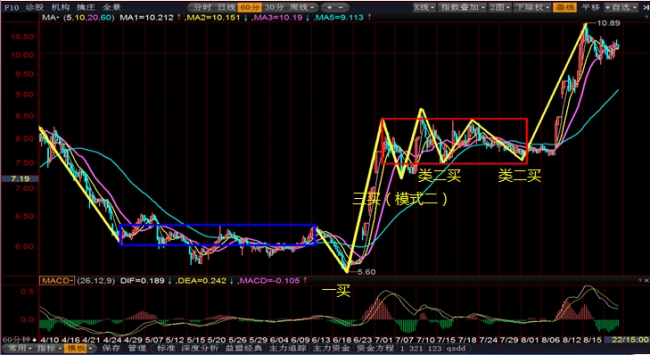 F10 诊股 机构 擒庄 全景 分时 日线 60分 30分 周线 + - K线 指数叠加 2图 下除权 画线 平移 +自选
MA- (5,10,20,60) MA1=10.212 ↑ MA2=10.151 ↓ MA3=10.19 ↓ MA5=9.113 ↑
10.89
10.50
10.00
9.50
9.00
8.50
8.00
7.50
7.19
6.50
6.00
类二买 类二买
三买（模式二）
5.60
MACD- (26,12,9) DIF=0.189 ↓ ,DEA=0.242 ↓ ,MACD=-0.105 ↑
一买
0.5
0.0
60分钟 4/10 4/16 4/21 4/24 4/29 5/07 5/12 5/15 5/20 5/25 5/28 6/04 6/09 6/13 6/18 6/23 7/01 7/07 7/10 7/15 7/18 7/24 7/29 8/01 8/06 8/12 8/15 22/15:00
常用 指标 模板 保存 管理 标准 深度分析 益盟经典 主力追踪 主力资金 资金方程 1 321 123 qsdd